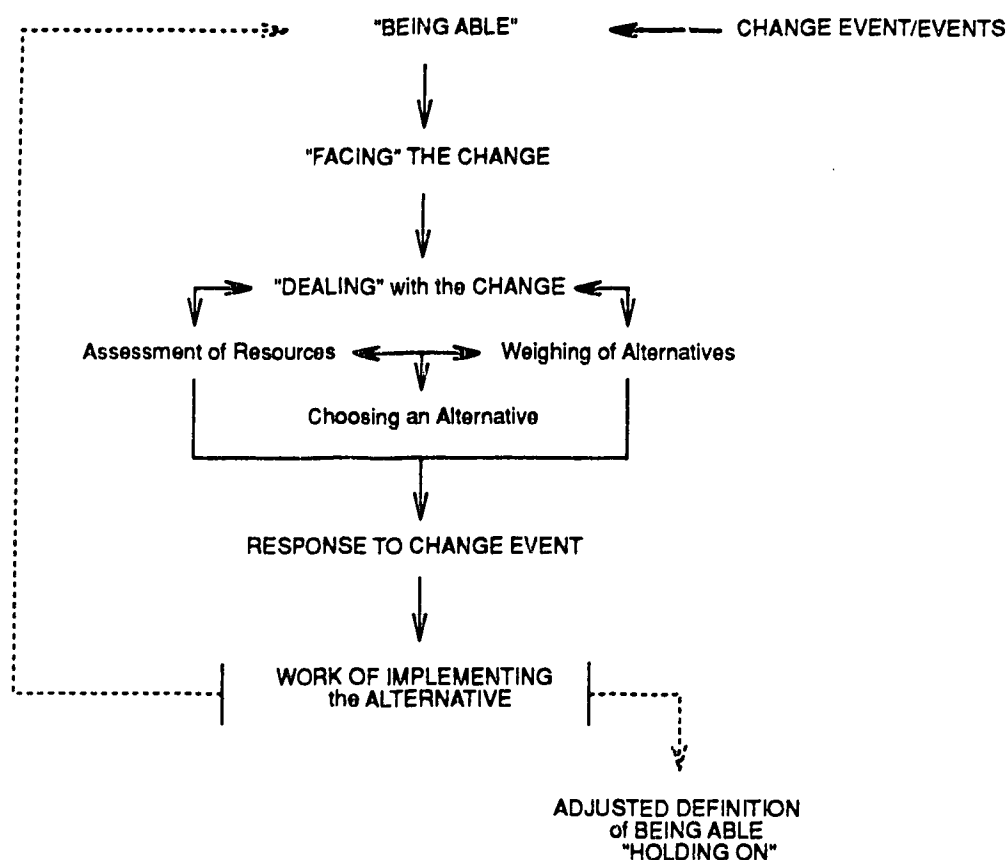 "BEING ABLE"
CHANGE EVENT/EVENTS
"FACING" THE CHANGE
"DEALING" with the CHANGE
Assessment of Resources
Weighing of Alternatives
Choosing an Alternative
RESPONSE TO CHANGE EVENT
WORK OF IMPLEMENTING
the ALTERNATIVE
ADJUSTED DEFINITION
of BEING ABLE
"HOLDING ON"